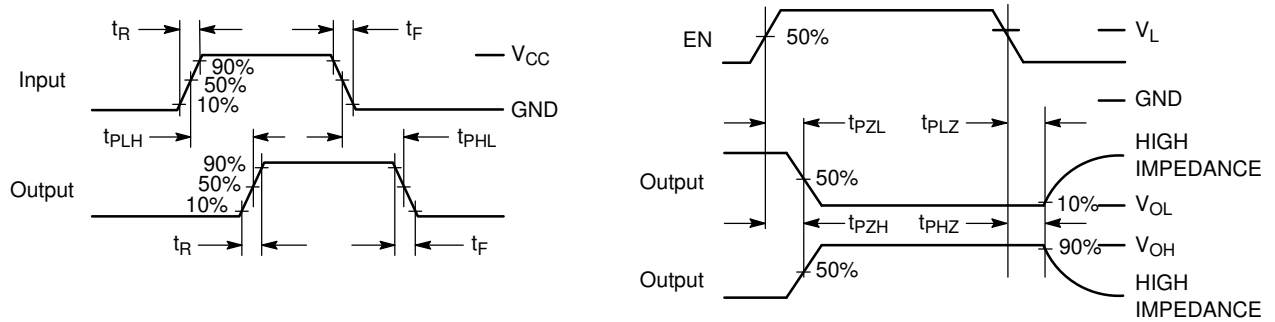 tR
tF
Input
90%
50%
10%
VCC
GND
tPLH
tPHL
Output
90%
50%
10%
tR
tF
EN
50%
VL
GND
tPZL
tPLZ
HIGH
IMPEDANCE
Output
50%
10%
VOL
tPZH
tPHZ
90%
VOH
Output
50%
HIGH
IMPEDANCE